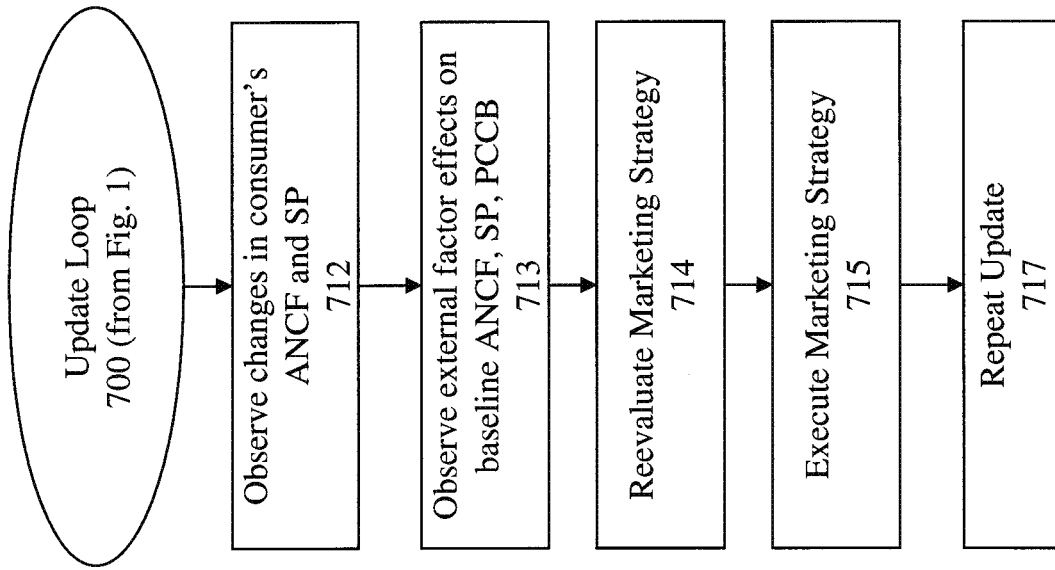 Update Loop
700 (from Fig. 1)
Observe changes in consumer's
ANCF and SP
712
Observe external factor effects on
baseline ANCF, SP, PCCB
713
Reevaluate Marketing Strategy
714
Execute Marketing Strategy
715
Repeat Update
717